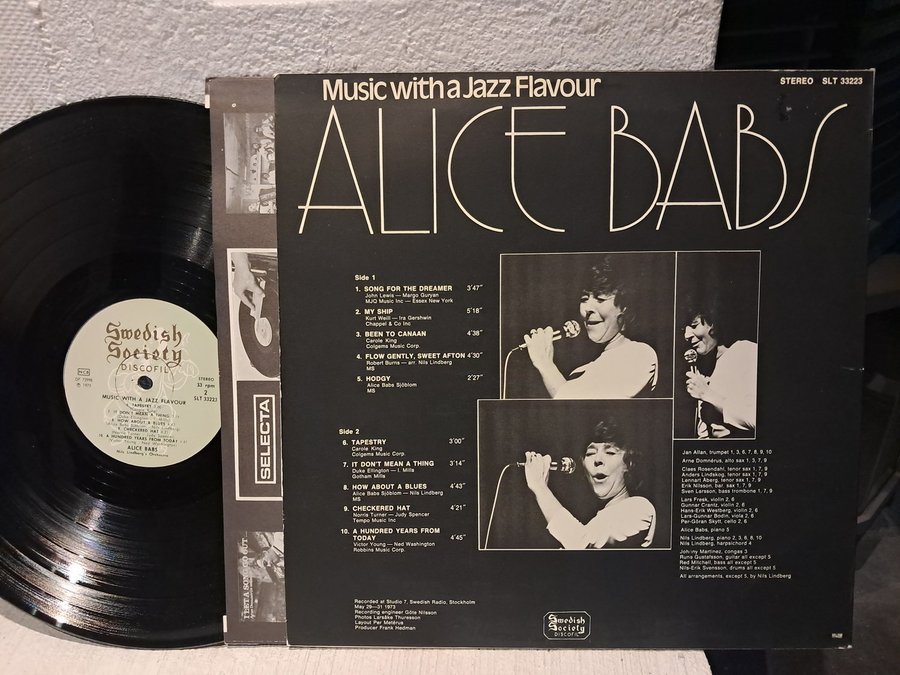 Music with a Jazz Flavour
STEREO SLT 33223
ALICE BABS
Side 1
1. SONG FOR THE DREAMER 3'47"
John Lewis — Margo Guryan
MJQ Music Inc — Essex New York
2. MY SHIP 5'18"
Kurt Weill — Ira Gershwin
Chappel & Co Inc
3. BEEN TO CANAAN 4'38"
Carole King
Colgems Music Corp.
4. FLOW GENTLY, SWEET AFTON 4'30"
Robert Burns — arr. Nils Lindberg
MS
5. HODGY 2'27"
Alice Babs Sjöblom
MS
Side 2
6. TAPESTRY 3'00"
Carole King
Colgems Music Corp.
7. IT DON'T MEAN A THING 3'14"
Duke Ellington — I. Mills
Gotham Mills
8. HOW ABOUT A BLUES 4'43"
Alice Babs Sjöblom — Nils Lindberg
MS
9. CHECKERED HAT 4'21"
Norris Turner — Judy Spencer
Tempo Music Inc
10. A HUNDRED YEARS FROM
TODAY 4'45"
Victor Young — Ned Washington
Robbins Music Corp.
Jan Allan, trumpet 1, 3, 6, 7, 8, 9, 10
Arne Domnérus, alto sax 1, 3, 7, 9
Claes Rosendahl, tenor sax 1, 7, 9
Anders Lindskog, tenor sax 1, 7, 9
Lennart Åberg, tenor sax 1, 7, 9
Erik Nilsson, bar. sax 1, 7, 9
Sven Larsson, bass trombone 1, 7, 9
Lars Fresk, violin 2, 6
Gunnar Crantz, violin 2, 6
Hans-Erik Westberg, violin 2, 6
Lars-Gunnar Bodin, viola 2, 6
Per-Göran Skytt, cello 2, 6
Alice Babs, piano 5
Nils Lindberg, piano 2, 3, 6, 8, 10
Nils Lindberg, harpsichord 4
Johnny Martinez, congas 3
Rune Gustafsson, guitar all except 5
Red Mitchell, bass all except 5
Nils-Erik Svensson, drums all except 5
All arrangements, except 5, by Nils Lindberg
Recorded at Studio 7, Swedish Radio, Stockholm
May 29—31 1973
Recording engineer Göte Nilsson
Photos Larsåke Thuresson
Layout Per Metérus
Producer Frank Hedman
Swedish
Society
DISCOFIL
Swedish
Society
DISCOFIL
NCB
STEREO
33 rpm
2
SLT 33223
MUSIC WITH A JAZZ FLAVOUR
1. TAPESTRY
2. IT DON'T MEAN A THING
8. HOW ABOUT A BLUES
9. CHECKERED HAT
10. A HUNDRED YEARS FROM TODAY
ALICE BABS
Nils Lindberg's Orchestra
SELECTA